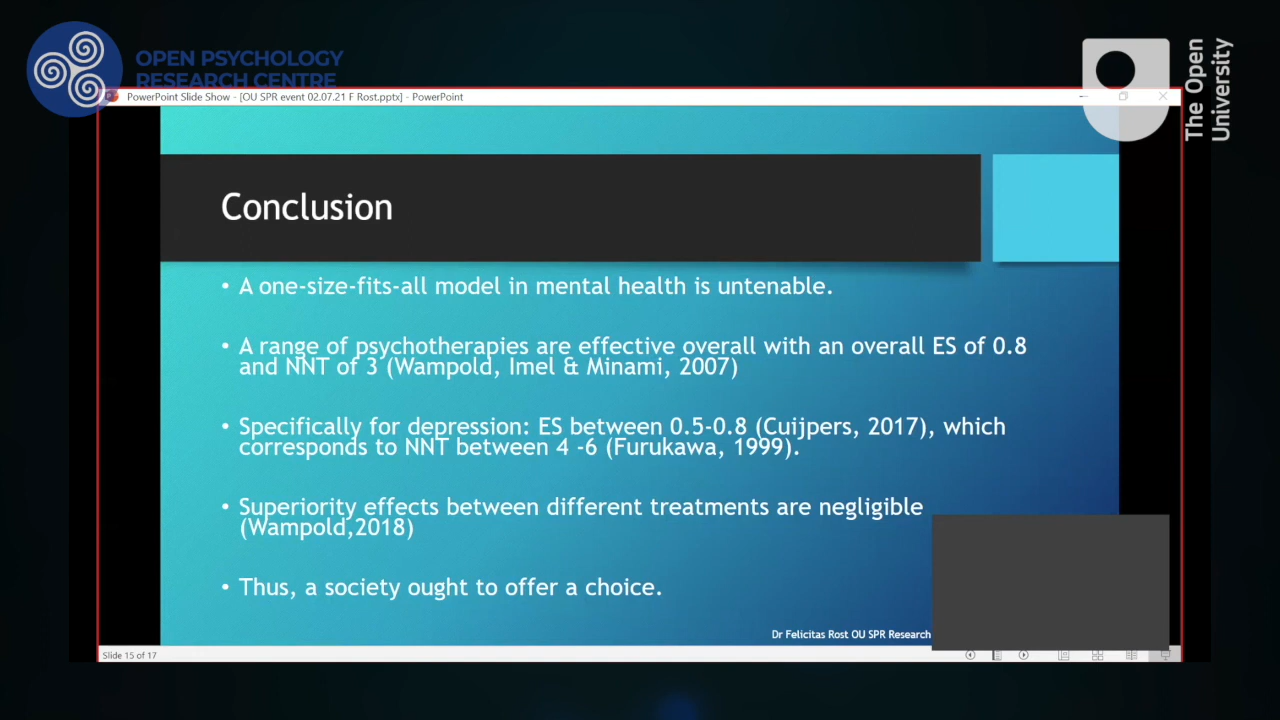 OPEN PSYCHOLOGY
RESEARCH CENTRE
The Open
University
PowerPoint Slide Show - [OU SPR event 02.07.21 F Rost.pptx] - PowerPoint
Conclusion
• A one-size-fits-all model in mental health is untenable.
• A range of psychotherapies are effective overall with an overall ES of 0.8
and NNT of 3 (Wampold, Imel & Minami, 2007)
• Specifically for depression: ES between 0.5-0.8 (Cuijpers, 2017), which
corresponds to NNT between 4 -6 (Furukawa, 1999).
• Superiority effects between different treatments are negligible
(Wampold,2018)
• Thus, a society ought to offer a choice.
Dr Felicitas Rost OU SPR Research
Slide 15 of 17